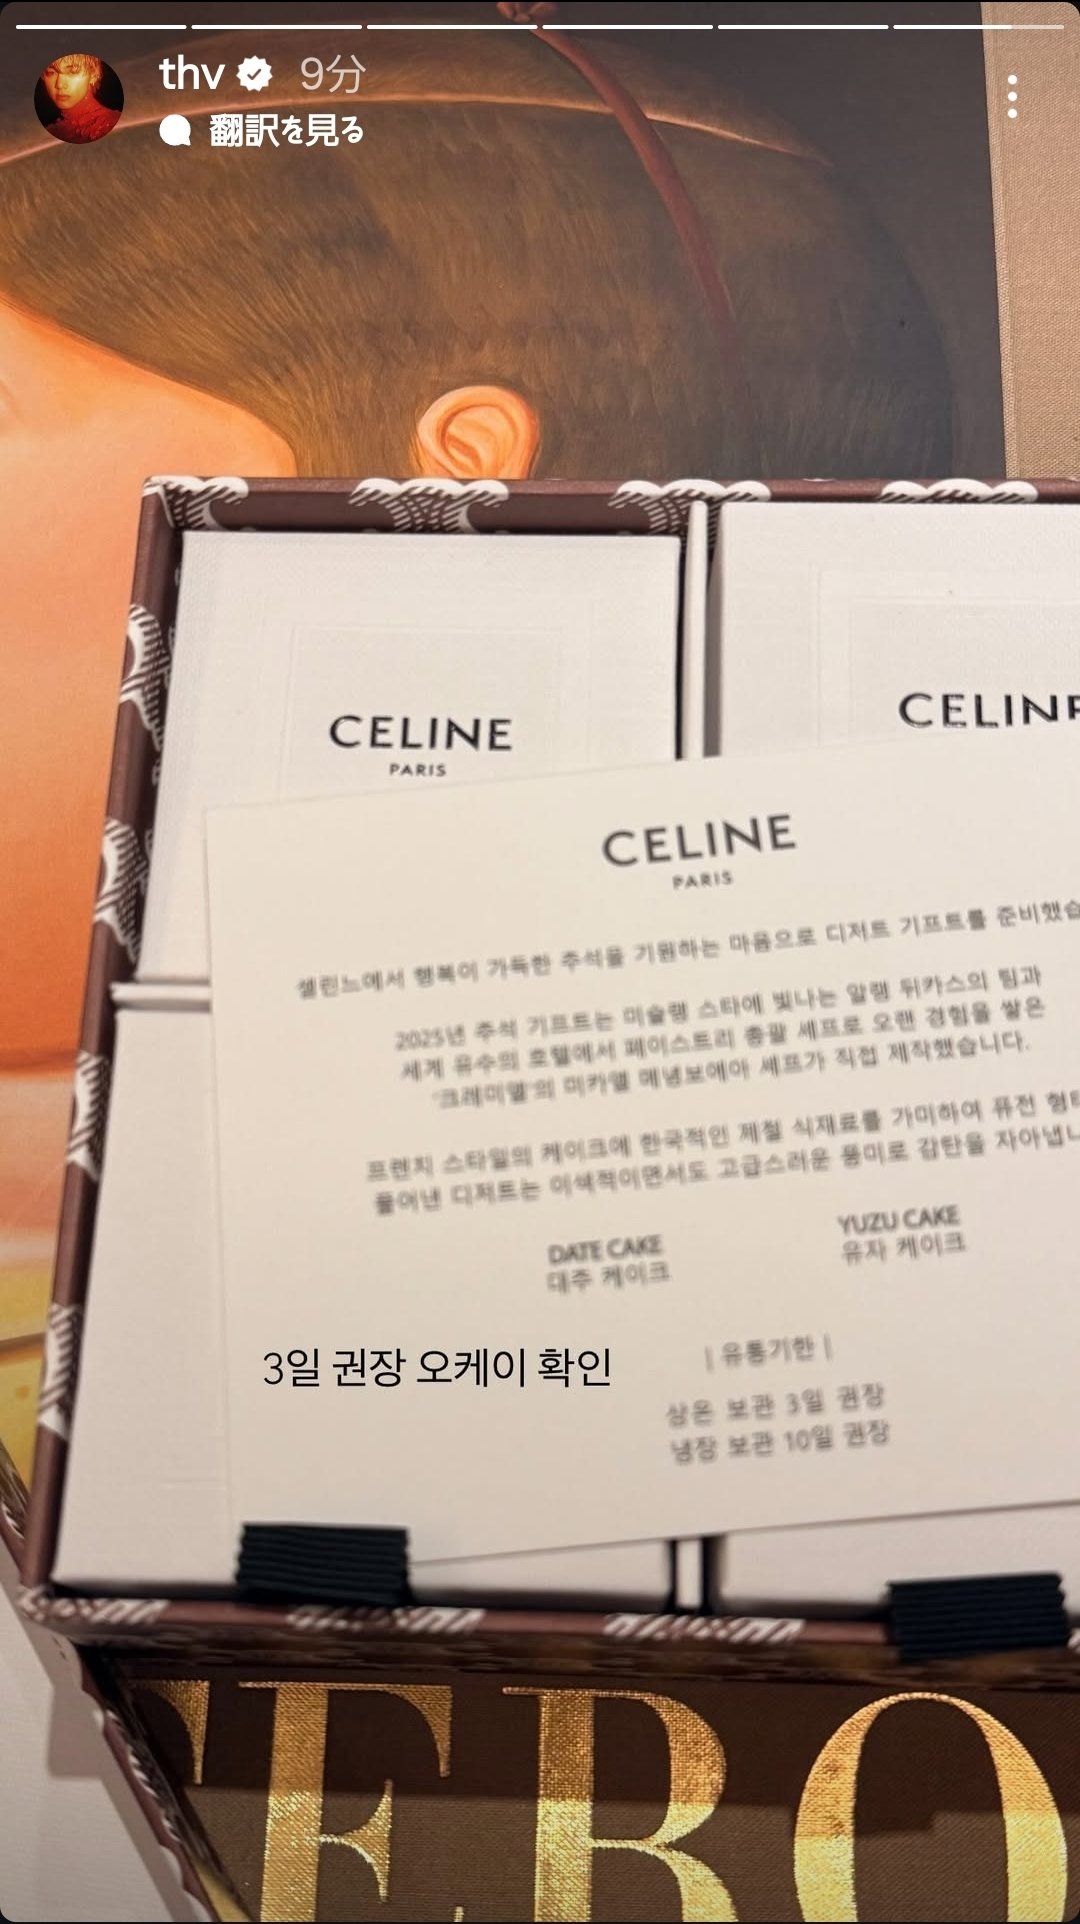 thv 9分
翻訳を見る
CELINE
PARIS
CELINE
CELINE
PARIS
셀린느에서 행복이 가득한 추석을 기원하는 마음으로 디저트 기프트를 준비했습
2025년 추석 기프트는 미슐랭 스타에 빛나는 알랭 뒤카스의 팀과
세계 유수의 호텔에서 페이스트리 총괄 셰프로 오랜 경험을 쌓은
'크레미엘'의 미카엘 셰프가 직접 제작했습니다.
프렌치 스타일의 케이크에 한국적인 제철 식재료를 가미하여 퓨전 형태
풀어낸 디저트는 이색적이면서도 고급스러운 풍미로 감탄을 자아냅니
DATE CAKE
대추 케이크
YUZU CAKE
유자 케이크
3일 권장 오케이 확인
| 유통기한 |
상온 보관 3일 권장
냉장 보관 10일 권장
ERO